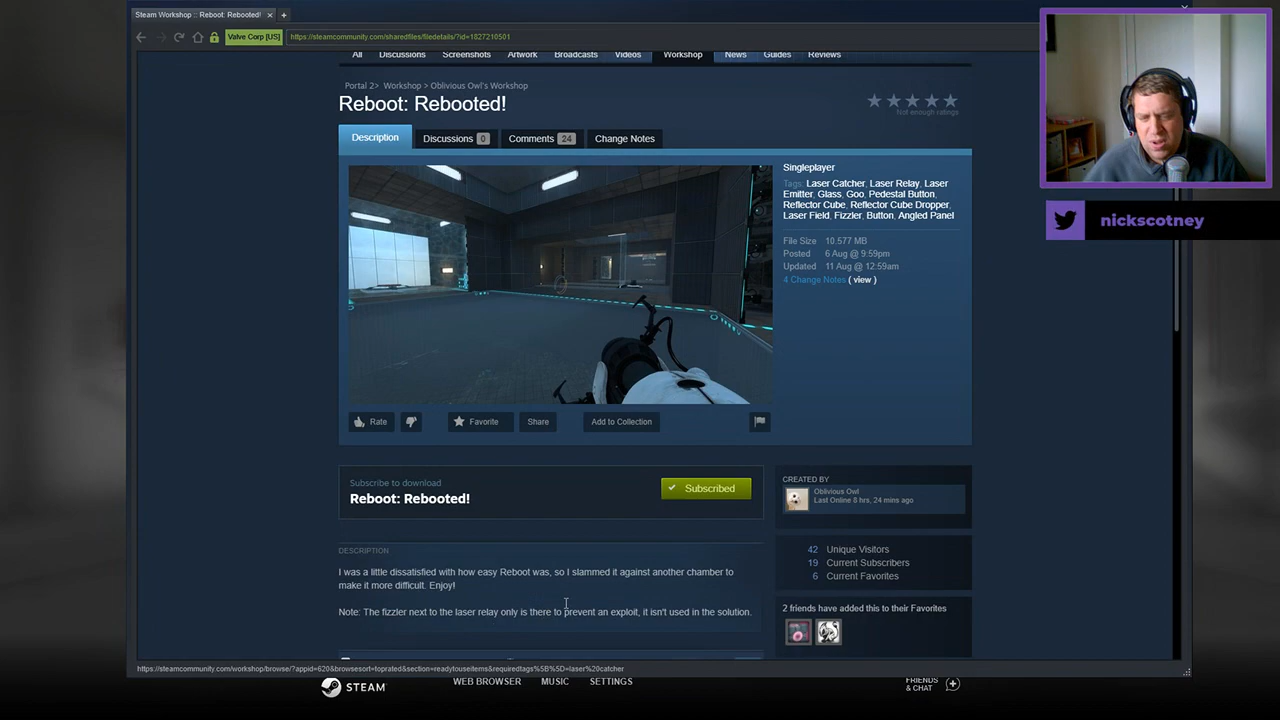 Steam Workshop :: Reboot: Rebooted!
Valve Corp [US]
https://steamcommunity.com/sharedfiles/filedetails/?id=1827210501
All Discussions Screenshots Artwork Broadcasts Videos Workshop News Guides Reviews
Portal 2> Workshop > Oblivious Owl's Workshop
Reboot: Rebooted!
Not enough ratings
Description Discussions 0 Comments 24 Change Notes
Singleplayer
Tags: Laser Catcher, Laser Relay, Laser
Emitter, Glass, Goo, Pedestal Button,
Reflector Cube, Reflector Cube Dropper,
Laser Field, Fizzler, Button, Angled Panel
File Size 10.577 MB
Posted 6 Aug @ 9:59pm
Updated 11 Aug @ 12:59am
4 Change Notes ( view )
nickscotney
Rate Favorite Share Add to Collection
Subscribe to download
Reboot: Rebooted!
Subscribed
CREATED BY
Oblivious Owl
Last Online 8 hrs, 24 mins ago
DESCRIPTION
I was a little dissatisfied with how easy Reboot was, so I slammed it against another chamber to
make it more difficult. Enjoy!
Note: The fizzler next to the laser relay only is there to prevent an exploit, it isn't used in the solution.
42 Unique Visitors
19 Current Subscribers
6 Current Favorites
2 friends have added this to their Favorites
https://steamcommunity.com/workshop/browse/?appid=620&browsesort=toprated&section=readytouseitems&requiredtags%5B%5D=laser%20catcher
STEAM
WEB BROWSER MUSIC SETTINGS
FRIENDS
& CHAT